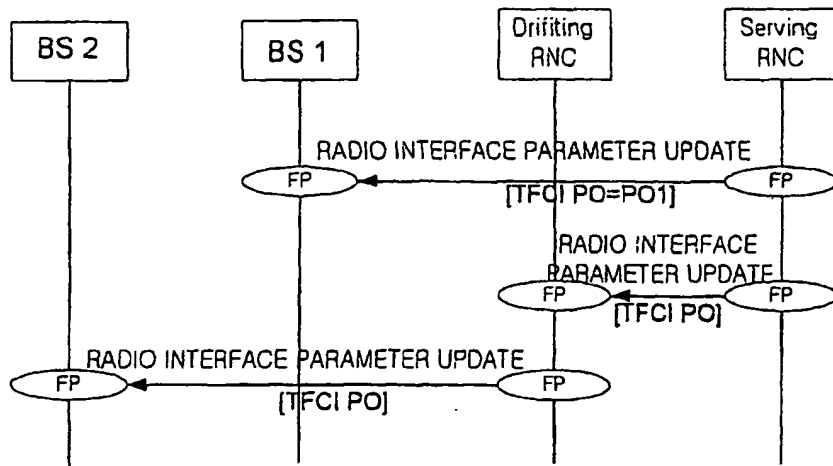 BS 2
BS 1
Drifiting
RNC
Serving
RNC
RADIO INTERFACE PARAMETER UPDATE
FP
FP
[TFCI PO=PO1]
RADIO INTERFACE
PARAMETER UPDATE
FP
FP
[TFCI PO]
RADIO INTERFACE PARAMETER UPDATE
FP
FP
[TFCI PO]